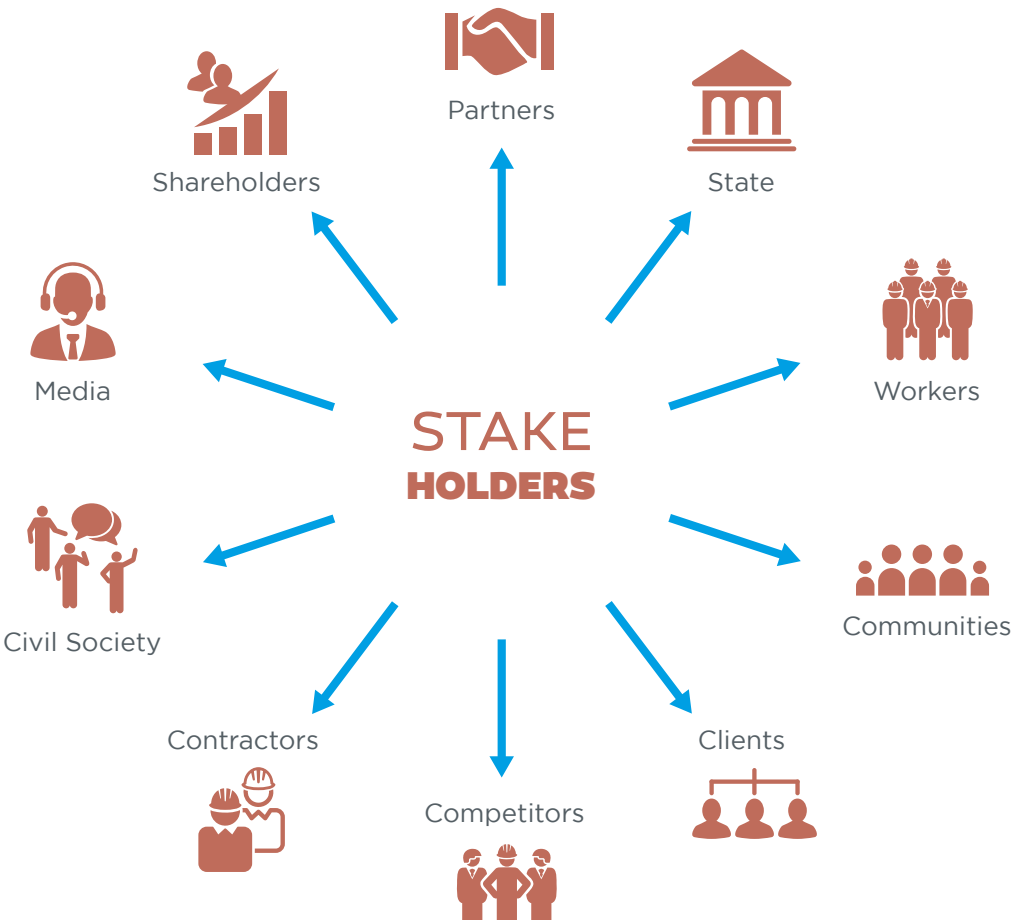 Partners
Shareholders
State
Media
Workers
STAKE
HOLDERS
Civil Society
Communities
Contractors
Clients
Competitors